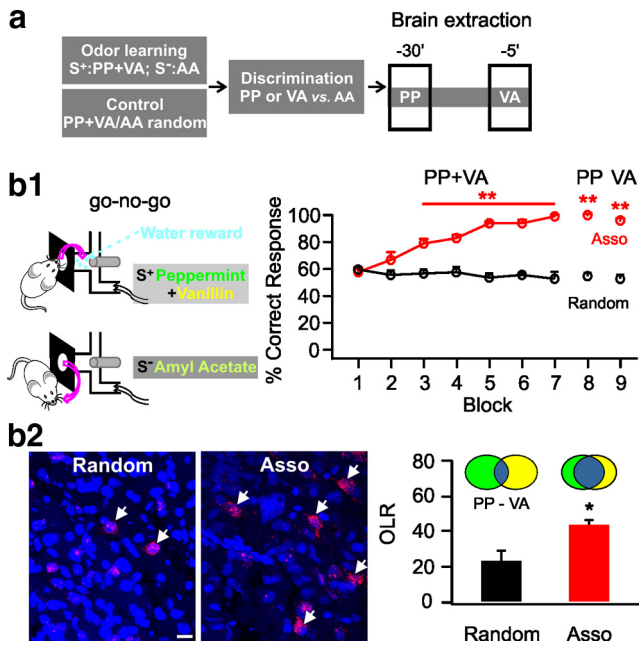 a
Brain extraction
Odor learning
S⁺:PP+VA; S⁻:AA
Control
PP+VA/AA random
Discrimination
PP or VA vs. AA
-30'
-5'
PP
VA
b1
go-no-go
Water reward
S⁺ Peppermint
+Vanillin
S⁻ Amyl Acetate
PP+VA
PP VA
**
**
**
Asso
Random
% Correct Response
100
80
60
40
20
0
1 2 3 4 5 6 7 8 9
Block
b2
Random
Asso
PP - VA
*
OLR
80
60
40
20
0
Random Asso